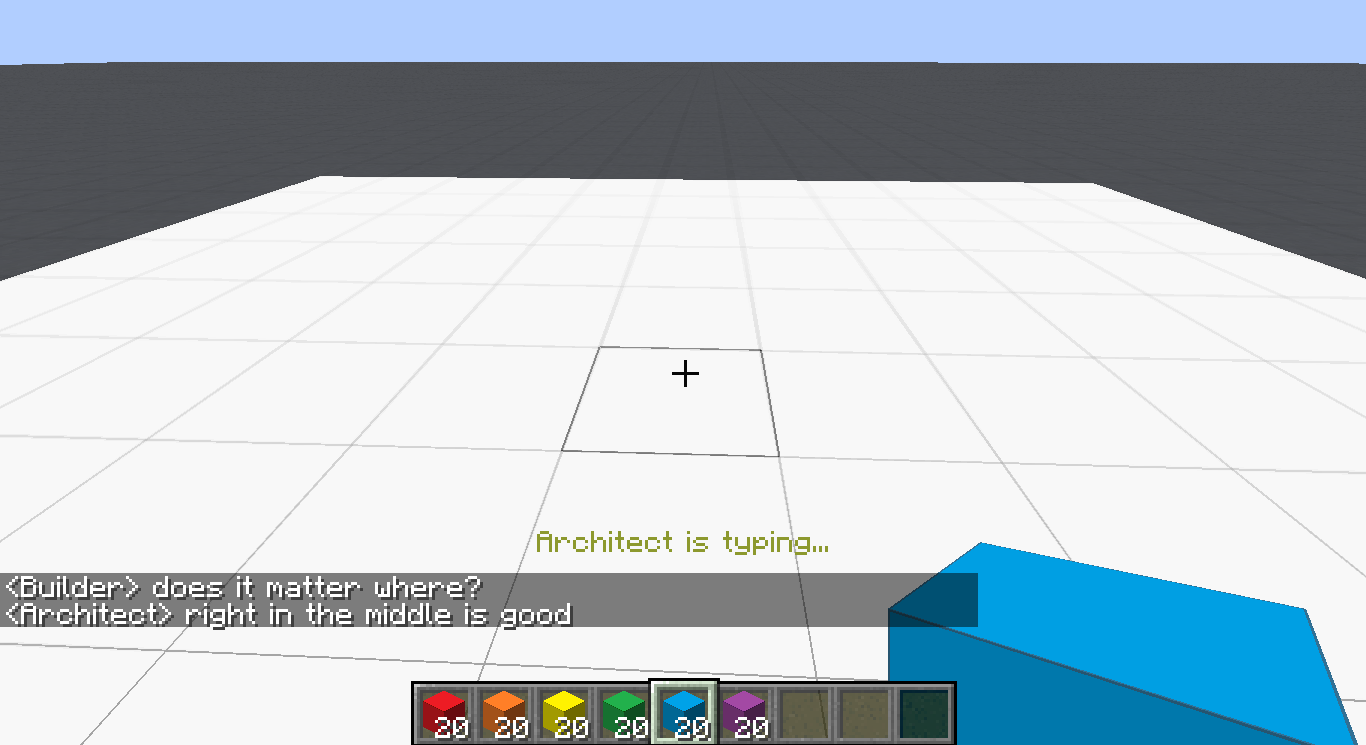 Architect is typing...
<Builder> does it matter where?
<Architect> right in the middle is good
20 20 20 20 20 20